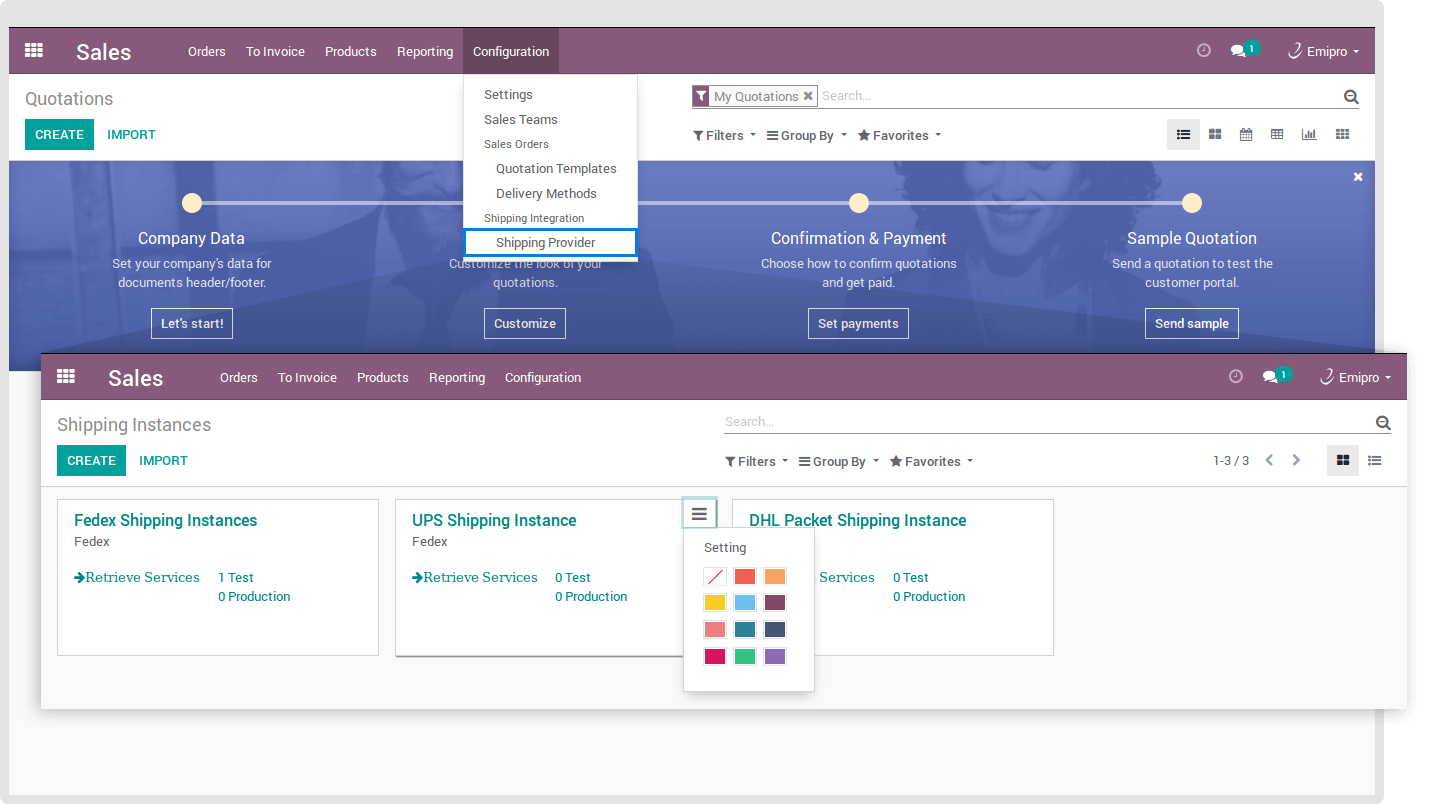 Sales Orders To Invoice Products Reporting Configuration 1 Emipro
Quotations
My Quotations Search...
CREATE IMPORT
Filters Group By Favorites
Settings
Sales Teams
Sales Orders
Quotation Templates
Delivery Methods
Shipping Integration
Shipping Provider
Company Data
Set your company's data for
documents header/footer.
Let's start!
Customize the look of your
quotations.
Customize
Confirmation & Payment
Choose how to confirm quotations
and get paid.
Set payments
Sample Quotation
Send a quotation to test the
customer portal.
Send sample
Sales Orders To Invoice Products Reporting Configuration 1 Emipro
Shipping Instances
Search...
CREATE IMPORT
Filters Group By Favorites 1-3 / 3
Fedex Shipping Instances
Fedex
Retrieve Services 1 Test
0 Production
UPS Shipping Instance
Fedex
Retrieve Services 0 Test
0 Production
Setting
DHL Packet Shipping Instance
Services 0 Test
0 Production